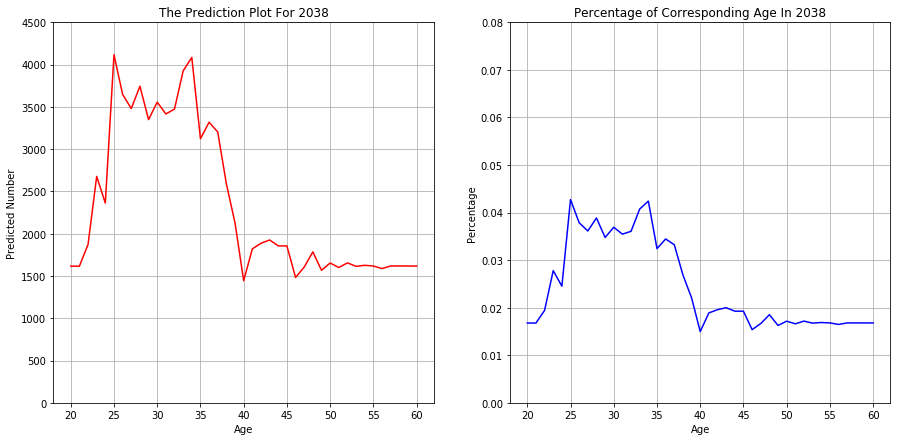 The Prediction Plot For 2038
Predicted Number
4500
4000
3500
3000
2500
2000
1500
1000
500
0
20 25 30 35 40 45 50 55 60
Age
Percentage of Corresponding Age In 2038
Percentage
0.08
0.07
0.06
0.05
0.04
0.03
0.02
0.01
0.00
20 25 30 35 40 45 50 55 60
Age